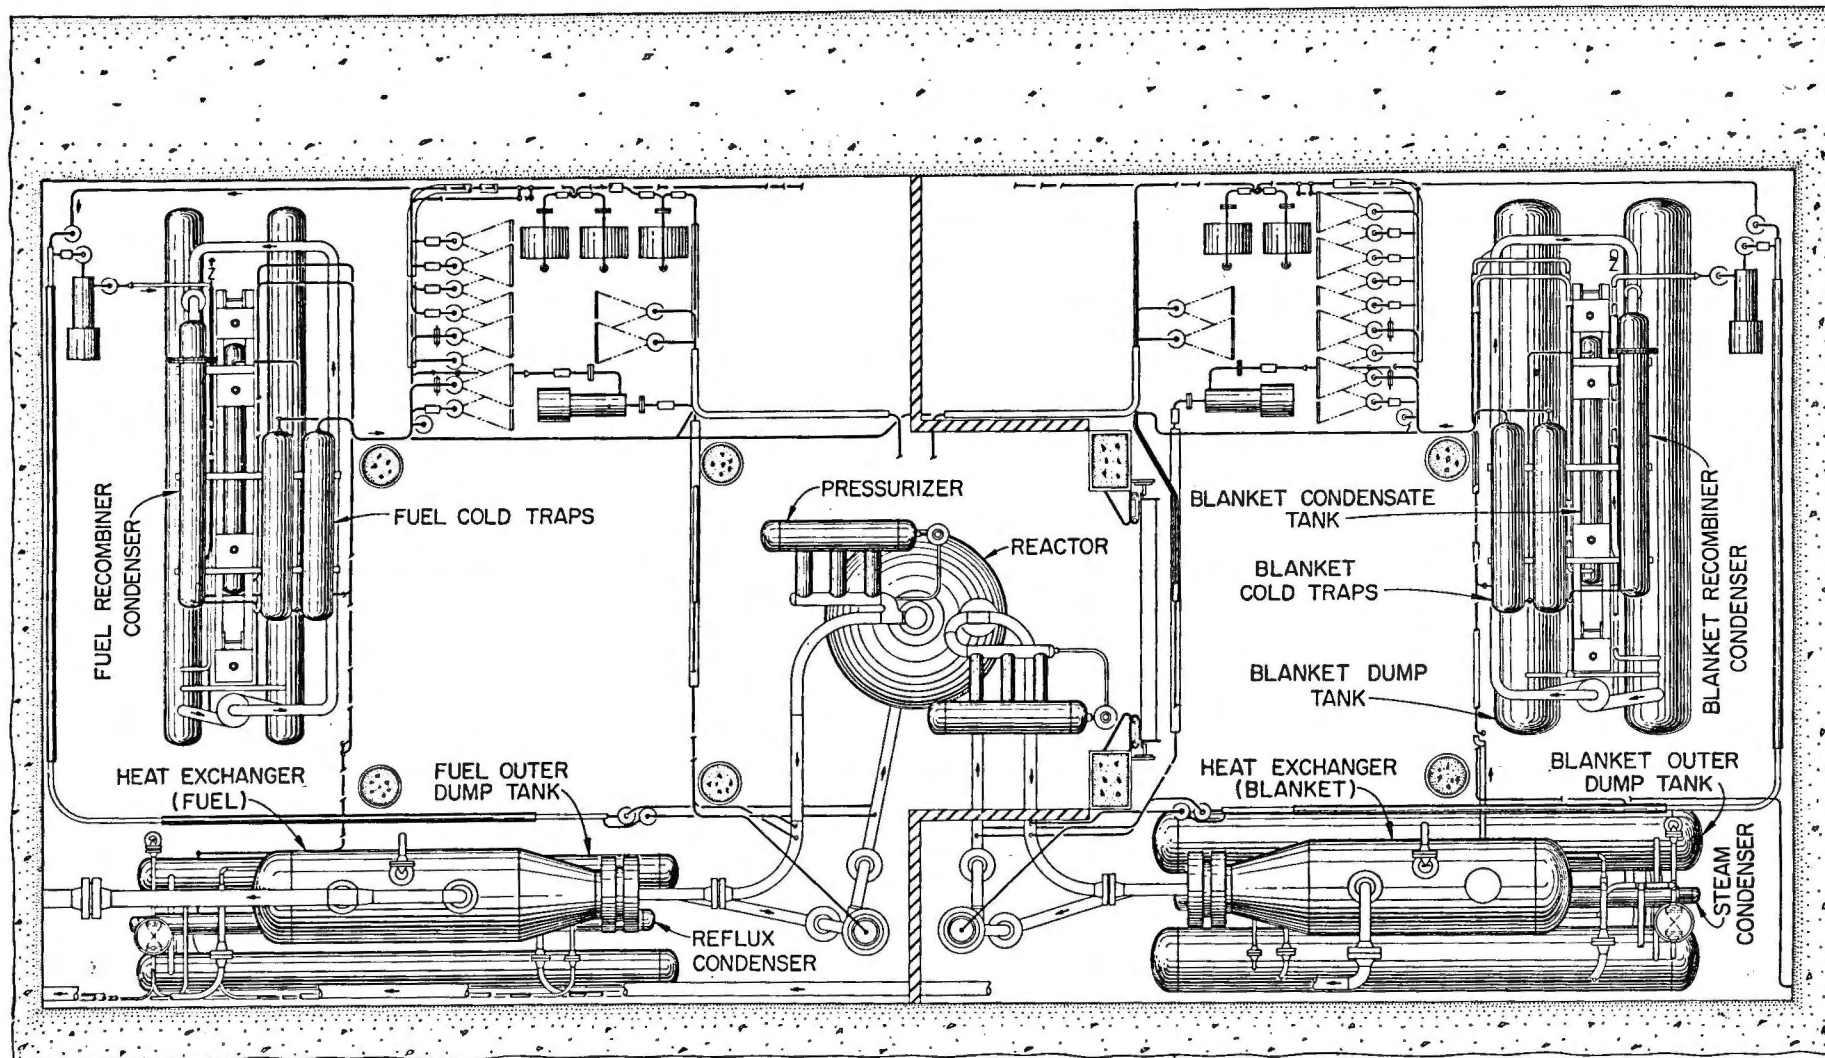 FUEL RECOMBINER
CONDENSER
FUEL COLD TRAPS
PRESSURIZER
REACTOR
BLANKET CONDENSATE
TANK
BLANKET
COLD TRAPS
BLANKET RECOMBINER
CONDENSER
BLANKET DUMP
TANK
HEAT EXCHANGER
(FUEL)
FUEL OUTER
DUMP TANK
HEAT EXCHANGER
(BLANKET)
BLANKET OUTER
DUMP TANK
REFLUX
CONDENSER
STEAM
CONDENSER